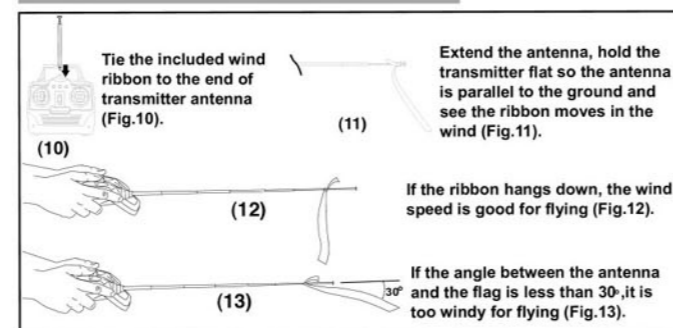 Tie the included wind
ribbon to the end of
transmitter antenna
(Fig.10).
(10)
(11)
Extend the antenna, hold the
transmitter flat so the antenna
is parallel to the ground and
see the ribbon moves in the
wind (Fig.11).
(12)
If the ribbon hangs down, the wind
speed is good for flying (Fig.12).
(13)
30°
If the angle between the antenna
and the flag is less than 30°,it is
too windy for flying (Fig.13).